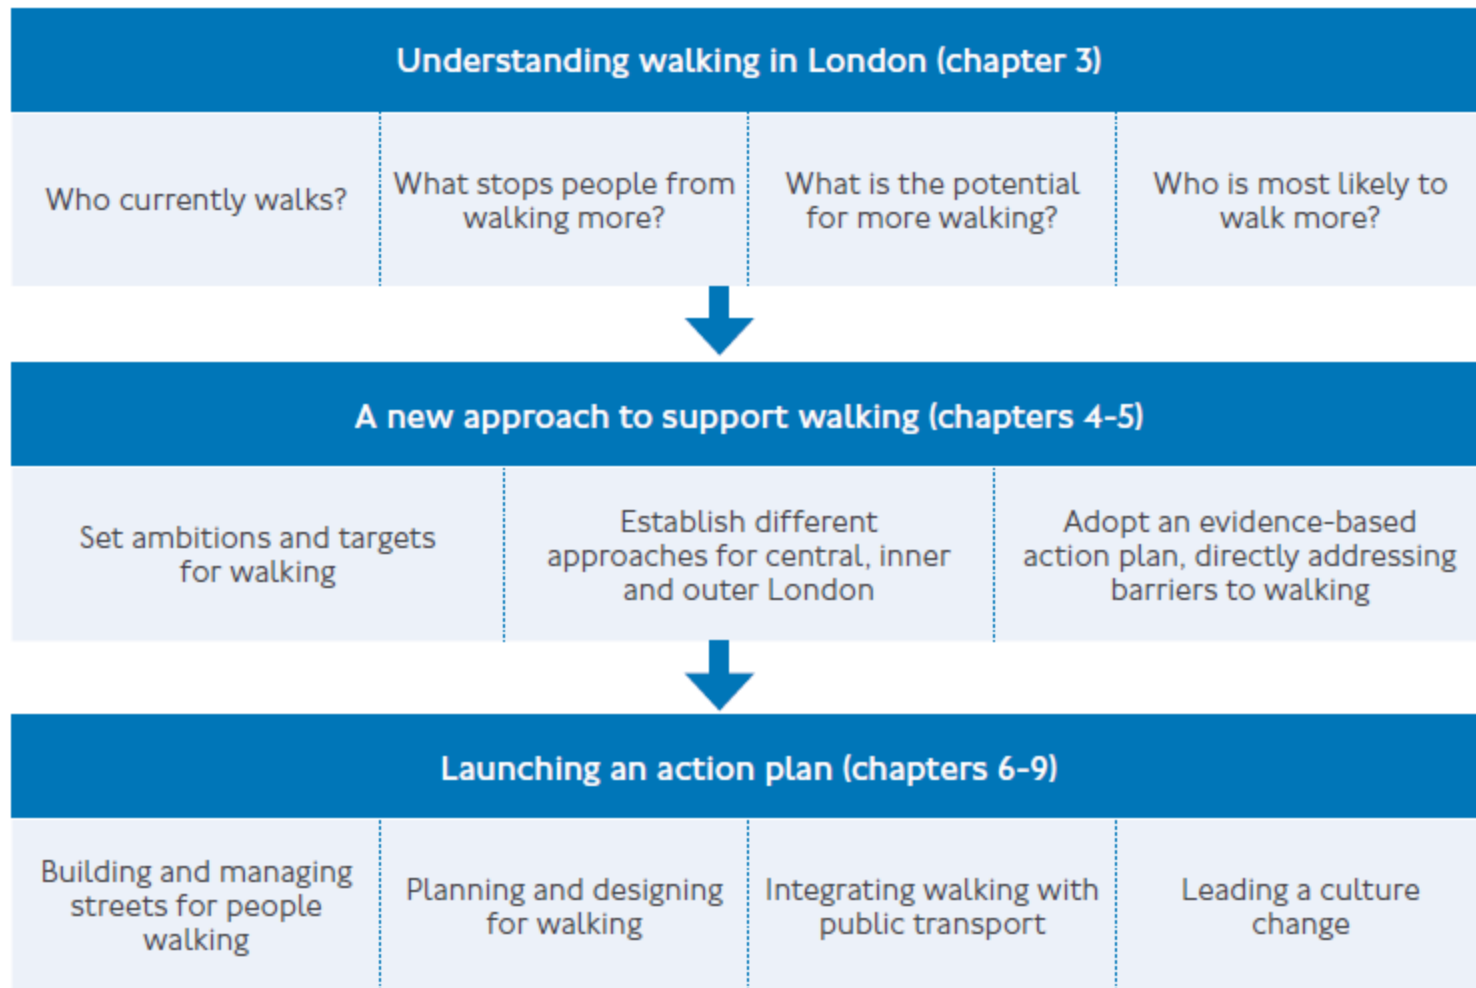 Understanding walking in London (chapter 3)
Who currently walks?
What stops people from
walking more?
What is the potential
for more walking?
Who is most likely to
walk more?
A new approach to support walking (chapters 4-5)
Set ambitions and targets
for walking
Establish different
approaches for central, inner
and outer London
Adopt an evidence-based
action plan, directly addressing
barriers to walking
Launching an action plan (chapters 6-9)
Building and managing
streets for people
walking
Planning and designing
for walking
Integrating walking with
public transport
Leading a culture
change